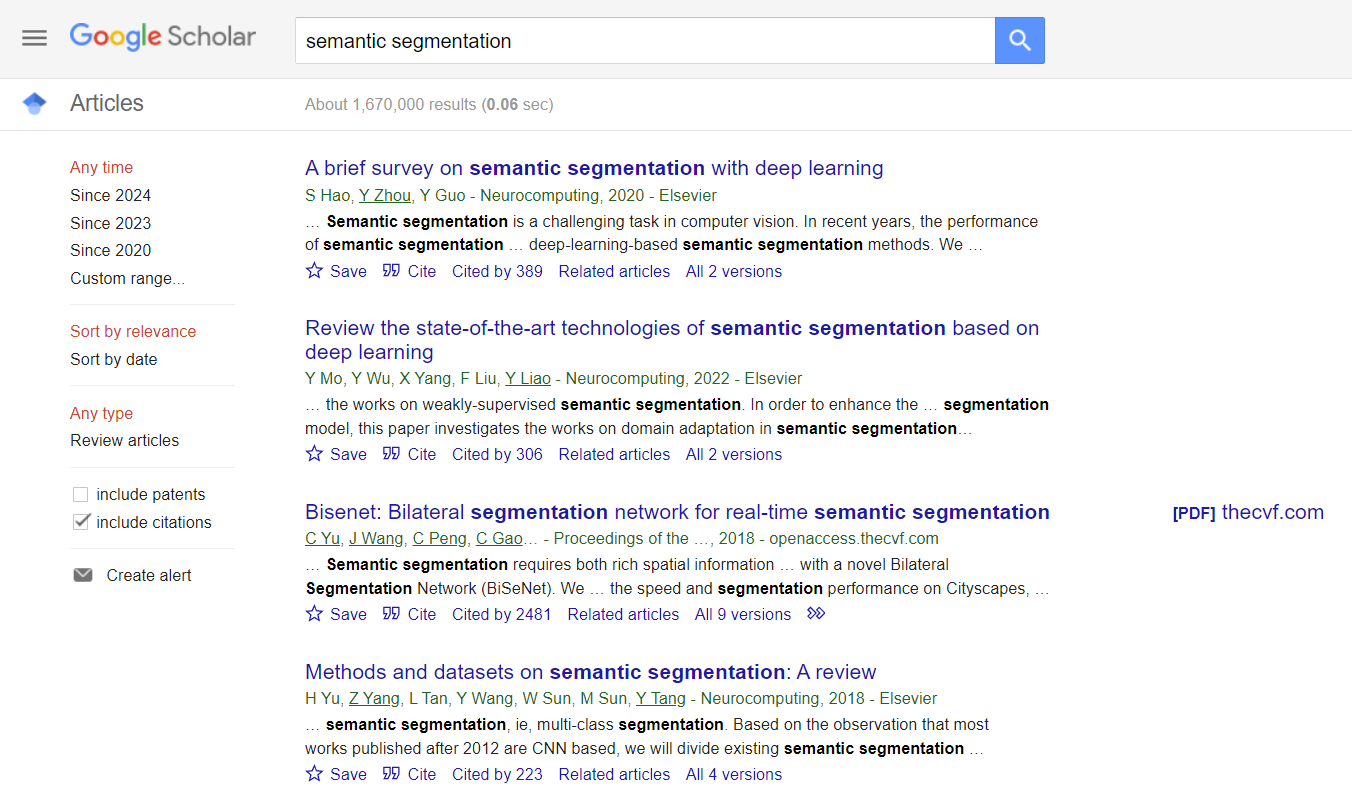 Google Scholar
semantic segmentation
Articles
About 1,670,000 results (0.06 sec)
Any time
Since 2024
Since 2023
Since 2020
Custom range...
Sort by relevance
Sort by date
Any type
Review articles
include patents
include citations
Create alert
A brief survey on semantic segmentation with deep learning
S Hao, Y Zhou, Y Guo - Neurocomputing, 2020 - Elsevier
… Semantic segmentation is a challenging task in computer vision. In recent years, the performance
of semantic segmentation … deep-learning-based semantic segmentation methods. We …
Save Cite Cited by 389 Related articles All 2 versions
Review the state-of-the-art technologies of semantic segmentation based on
deep learning
Y Mo, Y Wu, X Yang, F Liu, Y Liao - Neurocomputing, 2022 - Elsevier
… the works on weakly-supervised semantic segmentation. In order to enhance the … segmentation
model, this paper investigates the works on domain adaptation in semantic segmentation…
Save Cite Cited by 306 Related articles All 2 versions
Bisenet: Bilateral segmentation network for real-time semantic segmentation
[PDF] thecvf.com
C Yu, J Wang, C Peng, C Gao… - Proceedings of the …, 2018 - openaccess.thecvf.com
… Semantic segmentation requires both rich spatial information … with a novel Bilateral
Segmentation Network (BiSeNet). We … the speed and segmentation performance on Cityscapes, …
Save Cite Cited by 2481 Related articles All 9 versions
Methods and datasets on semantic segmentation: A review
H Yu, Z Yang, L Tan, Y Wang, W Sun, M Sun, Y Tang - Neurocomputing, 2018 - Elsevier
… semantic segmentation, ie, multi-class segmentation. Based on the observation that most
works published after 2012 are CNN based, we will divide existing semantic segmentation …
Save Cite Cited by 223 Related articles All 4 versions